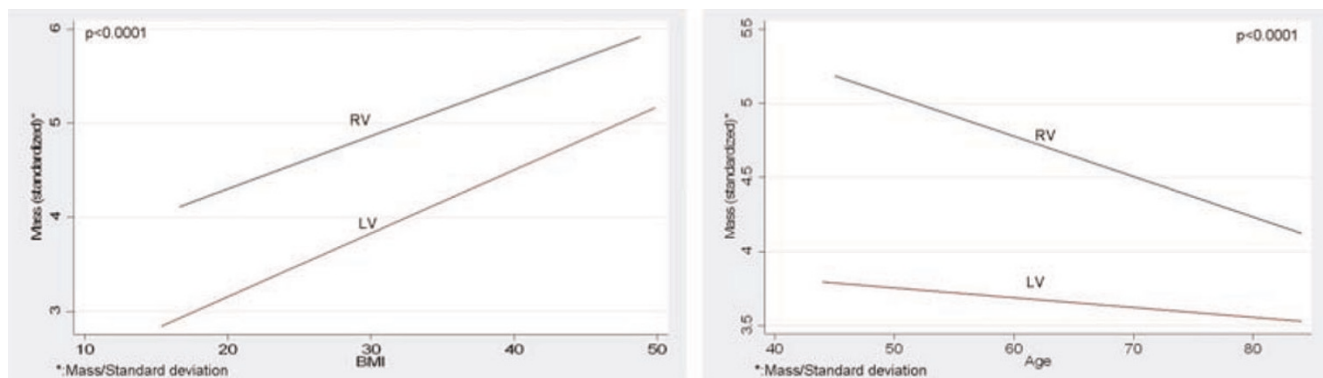 p<0.0001
Mass (standardized)*
6
5
4
3
RV
LV
10 20 30 40 50
BMI
*:Mass/Standard deviation
p<0.0001
Mass (standardized)*
5.5
5
4.5
4
3.5
RV
LV
40 50 60 70 80
Age
*:Mass/Standard deviation